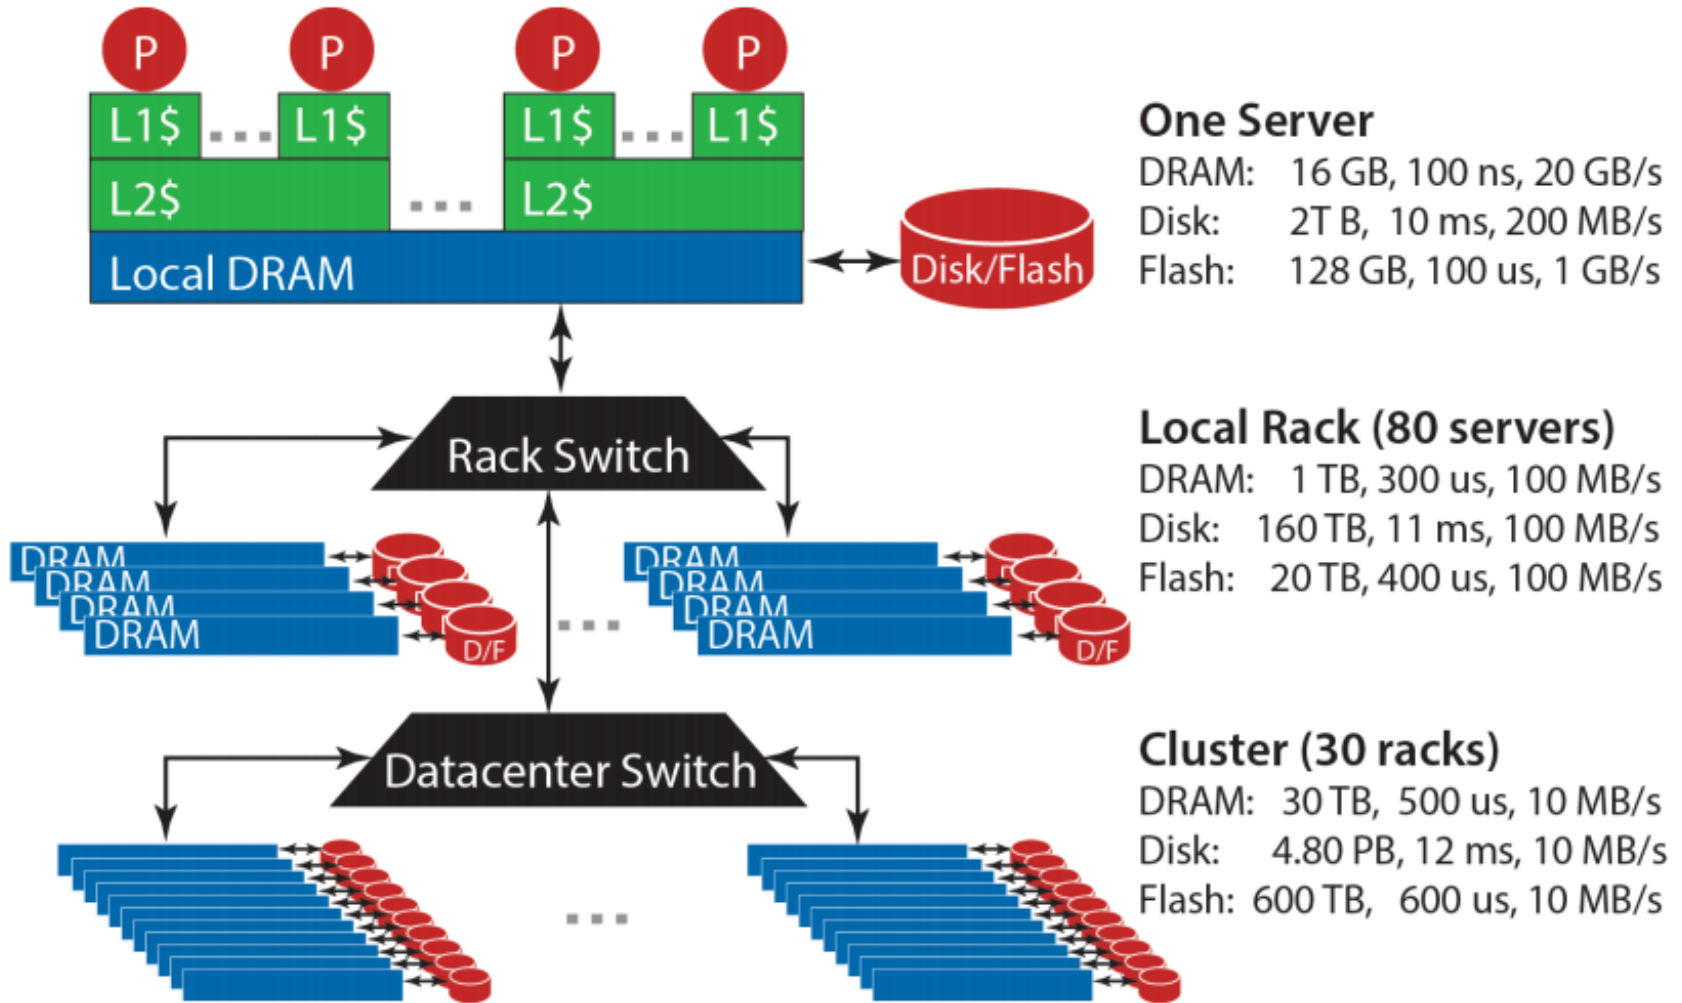 P P P P
L1$ L1$ L1$ L1$
L2$ L2$
Local DRAM
Disk/Flash
One Server
DRAM: 16 GB, 100 ns, 20 GB/s
Disk: 2T B, 10 ms, 200 MB/s
Flash: 128 GB, 100 us, 1 GB/s
Rack Switch
DRAM DRAM
DRAM DRAM
DRAM DRAM
DRAM DRAM
D/F D/F
Local Rack (80 servers)
DRAM: 1 TB, 300 us, 100 MB/s
Disk: 160 TB, 11 ms, 100 MB/s
Flash: 20 TB, 400 us, 100 MB/s
Datacenter Switch
Cluster (30 racks)
DRAM: 30 TB, 500 us, 10 MB/s
Disk: 4.80 PB, 12 ms, 10 MB/s
Flash: 600 TB, 600 us, 10 MB/s